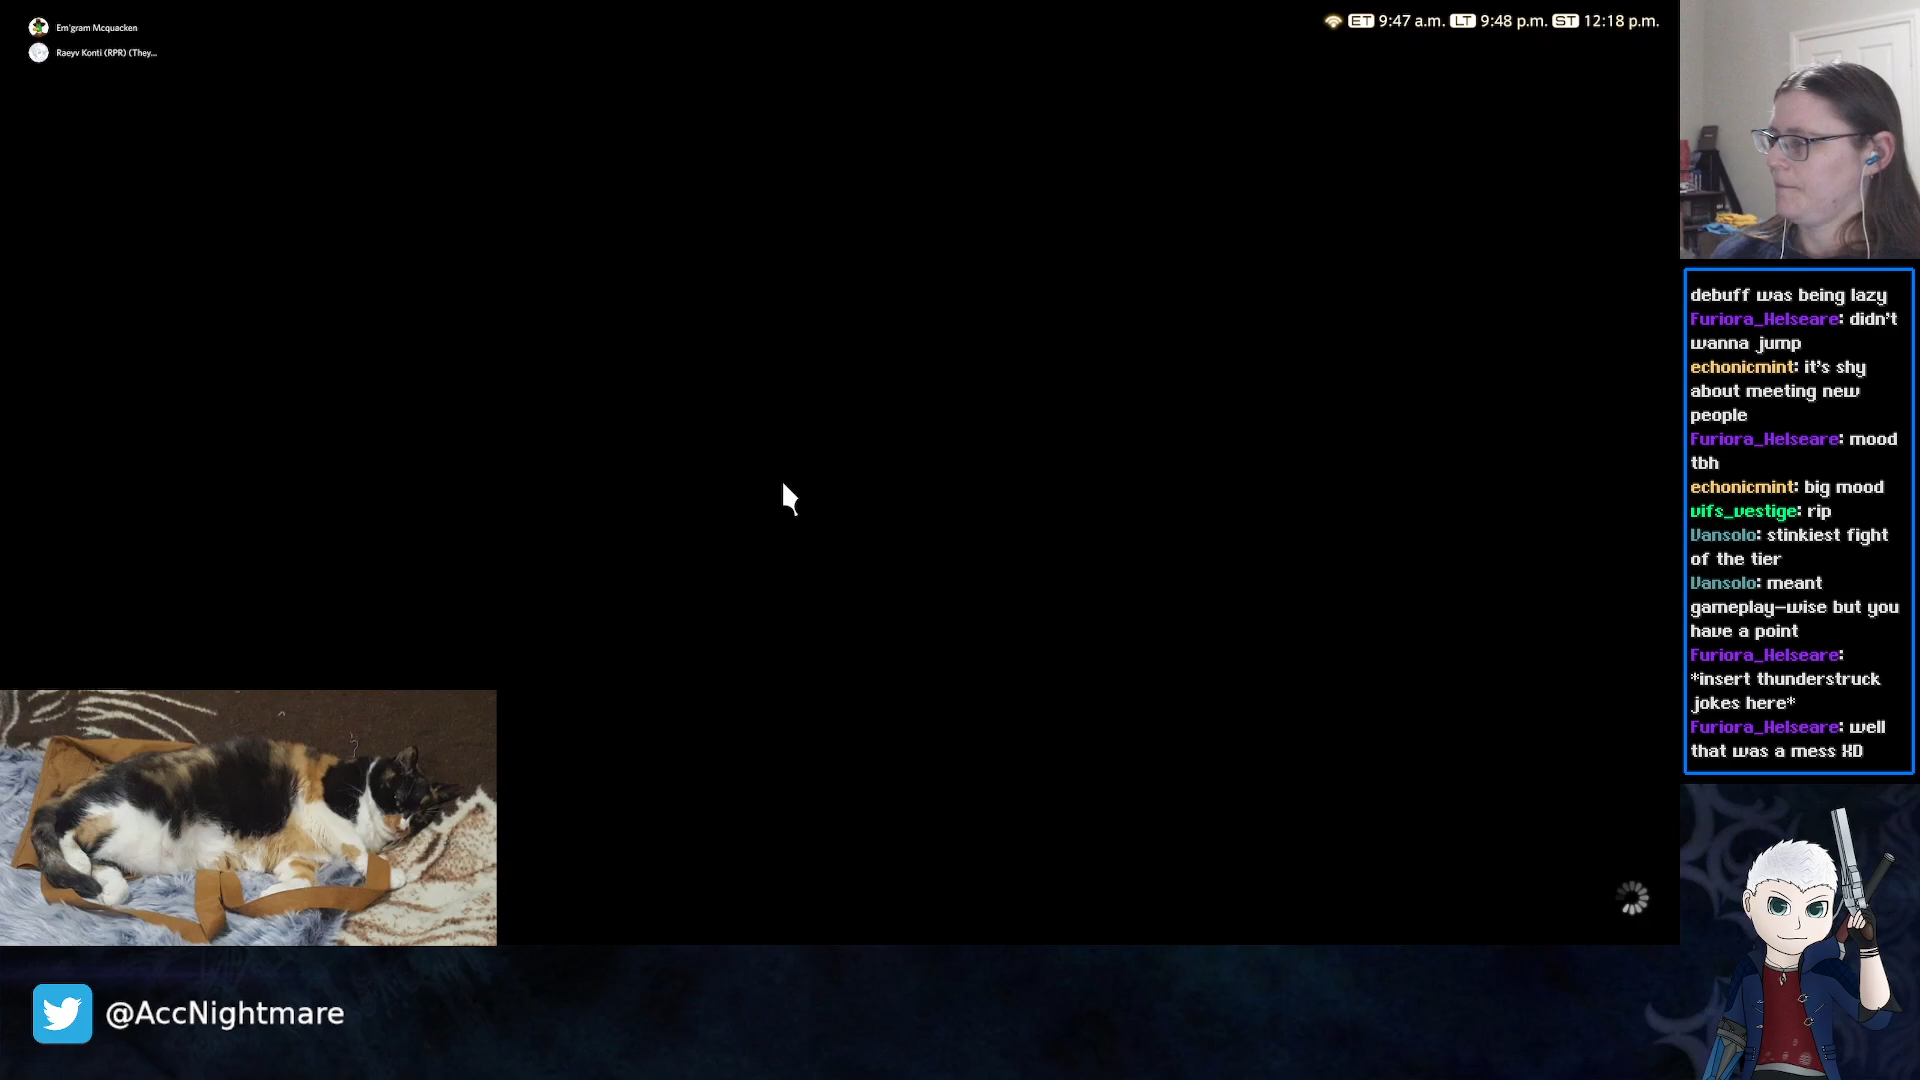 Em'gram Mcquacken
Raeyv Konti (RPR) (They...
ET 9:47 a.m. LT 9:48 p.m. ST 12:18 p.m.
debuff was being lazy
Furiora_Helseare: didn't
wanna jump
echonicmint: it's shy
about meeting new
people
Furiora_Helseare: mood
tbh
echonicmint: big mood
vifs_vestige: rip
Vansolo: stinkiest fight
of the tier
Vansolo: meant
gameplay-wise but you
have a point
Furiora_Helseare:
*insert thunderstruck
jokes here*
Furiora_Helseare: well
that was a mess XD
@AccNightmare